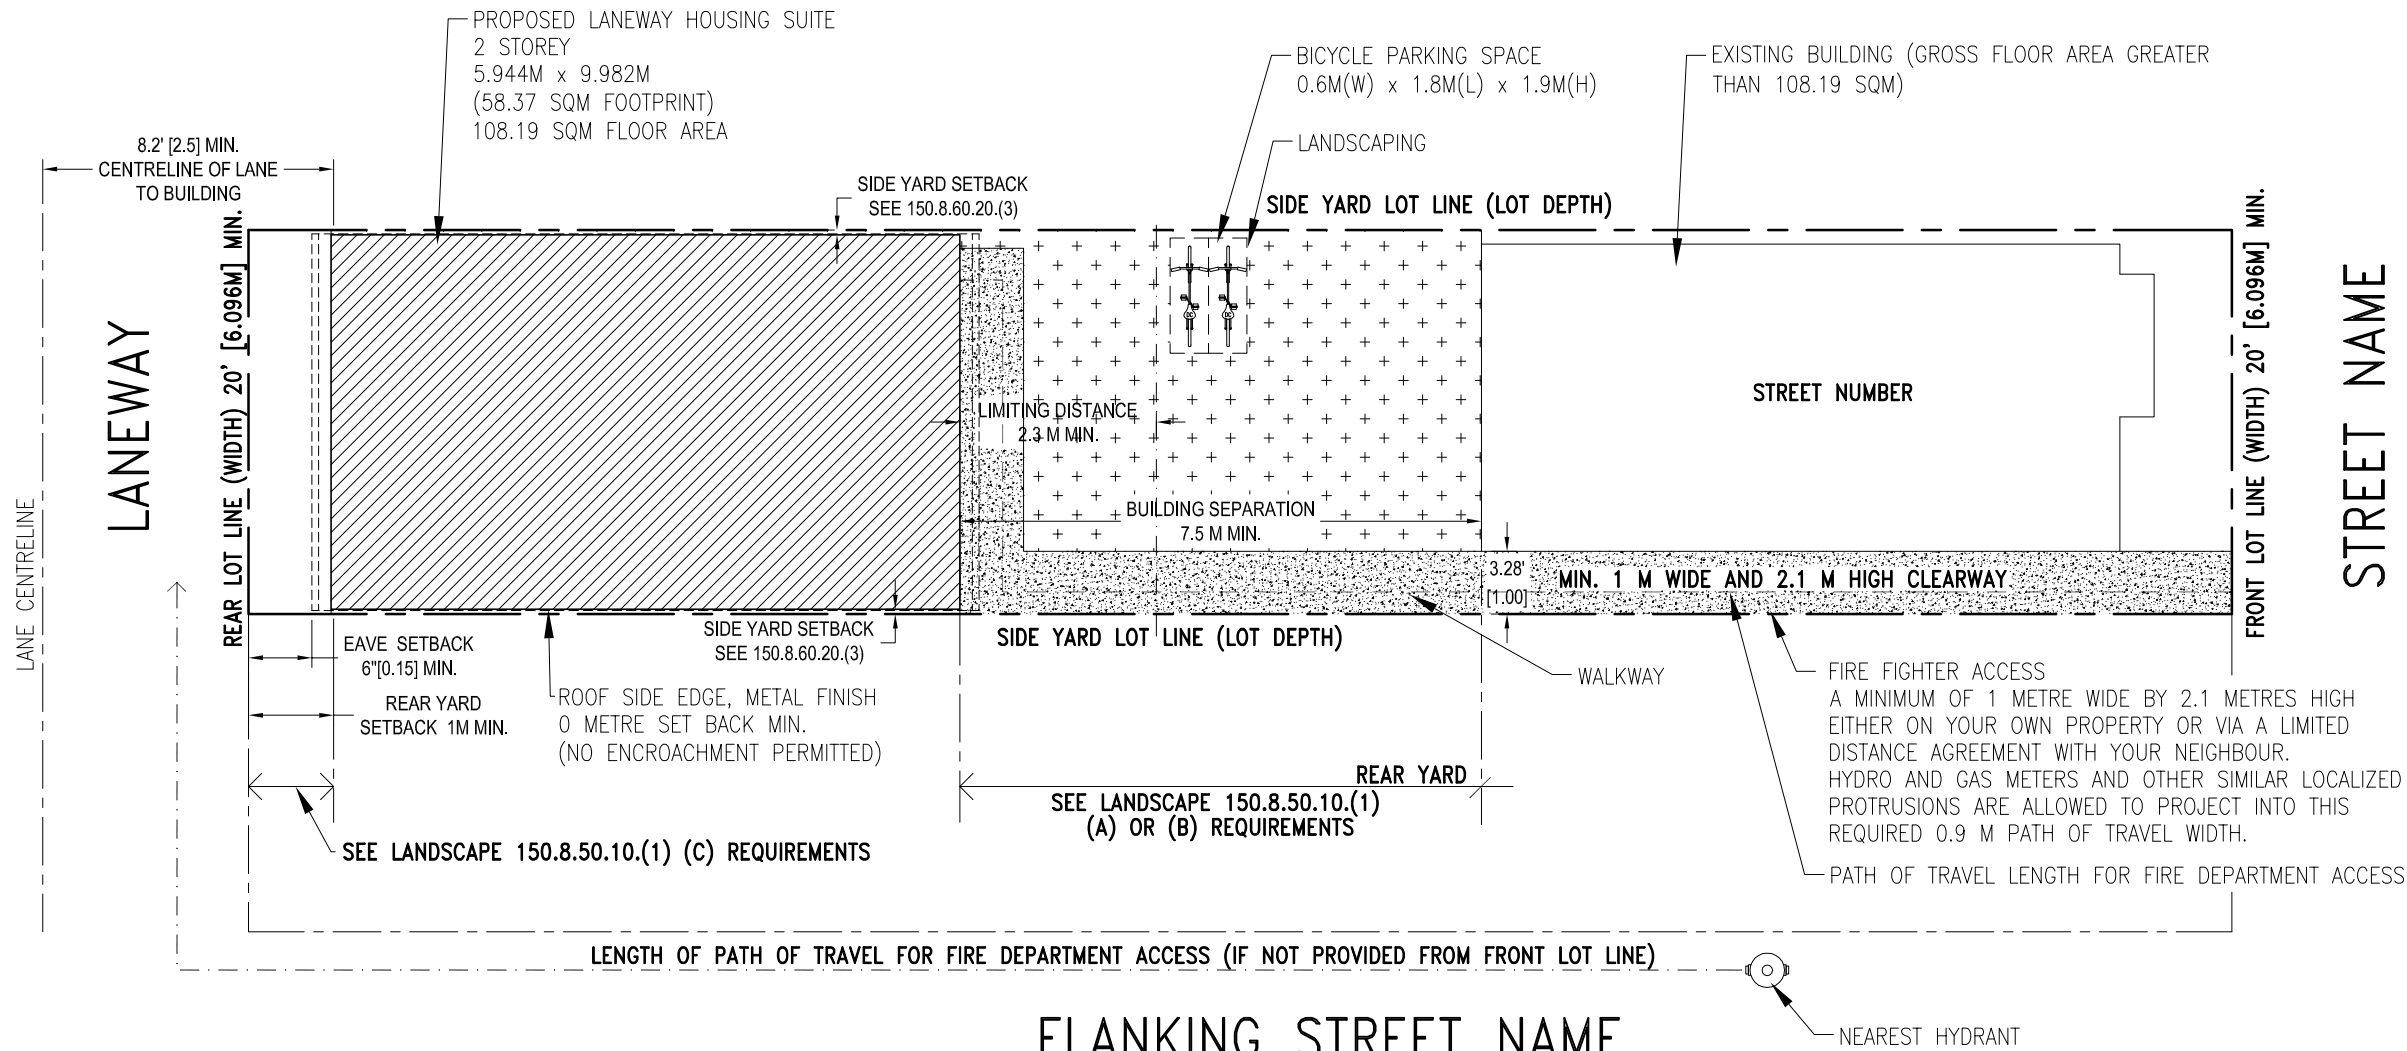 PROPOSED LANEWAY HOUSING SUITE
2 STOREY
5.944M x 9.982M
(58.37 SQM FOOTPRINT)
108.19 SQM FLOOR AREA
BICYCLE PARKING SPACE
0.6M(W) x 1.8M(L) x 1.9M(H)
LANDSCAPING
EXISTING BUILDING (GROSS FLOOR AREA GREATER
THAN 108.19 SQM)
8.2' [2.5] MIN.
CENTRELINE OF LANE
TO BUILDING
SIDE YARD SETBACK
SEE 150.8.60.20.(3)
SIDE YARD LOT LINE (LOT DEPTH)
LANE CENTRELINE
LANEWAY
REAR LOT LINE (WIDTH) 20' [6.096M] MIN.
LIMITING DISTANCE
2.3 M MIN.
BUILDING SEPARATION
7.5 M MIN.
STREET NUMBER
FRONT LOT LINE (WIDTH) 20' [6.096M] MIN.
STREET NAME
3.28'
[1.00]
MIN. 1 M WIDE AND 2.1 M HIGH CLEARWAY
EAVE SETBACK
6"[0.15] MIN.
REAR YARD
SETBACK 1M MIN.
SIDE YARD SETBACK
SEE 150.8.60.20.(3)
SIDE YARD LOT LINE (LOT DEPTH)
ROOF SIDE EDGE, METAL FINISH
0 METRE SET BACK MIN.
(NO ENCROACHMENT PERMITTED)
WALKWAY
FIRE FIGHTER ACCESS
A MINIMUM OF 1 METRE WIDE BY 2.1 METRES HIGH
EITHER ON YOUR OWN PROPERTY OR VIA A LIMITED
DISTANCE AGREEMENT WITH YOUR NEIGHBOUR.
HYDRO AND GAS METERS AND OTHER SIMILAR LOCALIZED
PROTRUSIONS ARE ALLOWED TO PROJECT INTO THIS
REQUIRED 0.9 M PATH OF TRAVEL WIDTH.
REAR YARD
SEE LANDSCAPE 150.8.50.10.(1)
(A) OR (B) REQUIREMENTS
SEE LANDSCAPE 150.8.50.10.(1) (C) REQUIREMENTS
PATH OF TRAVEL LENGTH FOR FIRE DEPARTMENT ACCESS
LENGTH OF PATH OF TRAVEL FOR FIRE DEPARTMENT ACCESS (IF NOT PROVIDED FROM FRONT LOT LINE)
FLANKING STREET NAME
NEAREST HYDRANT